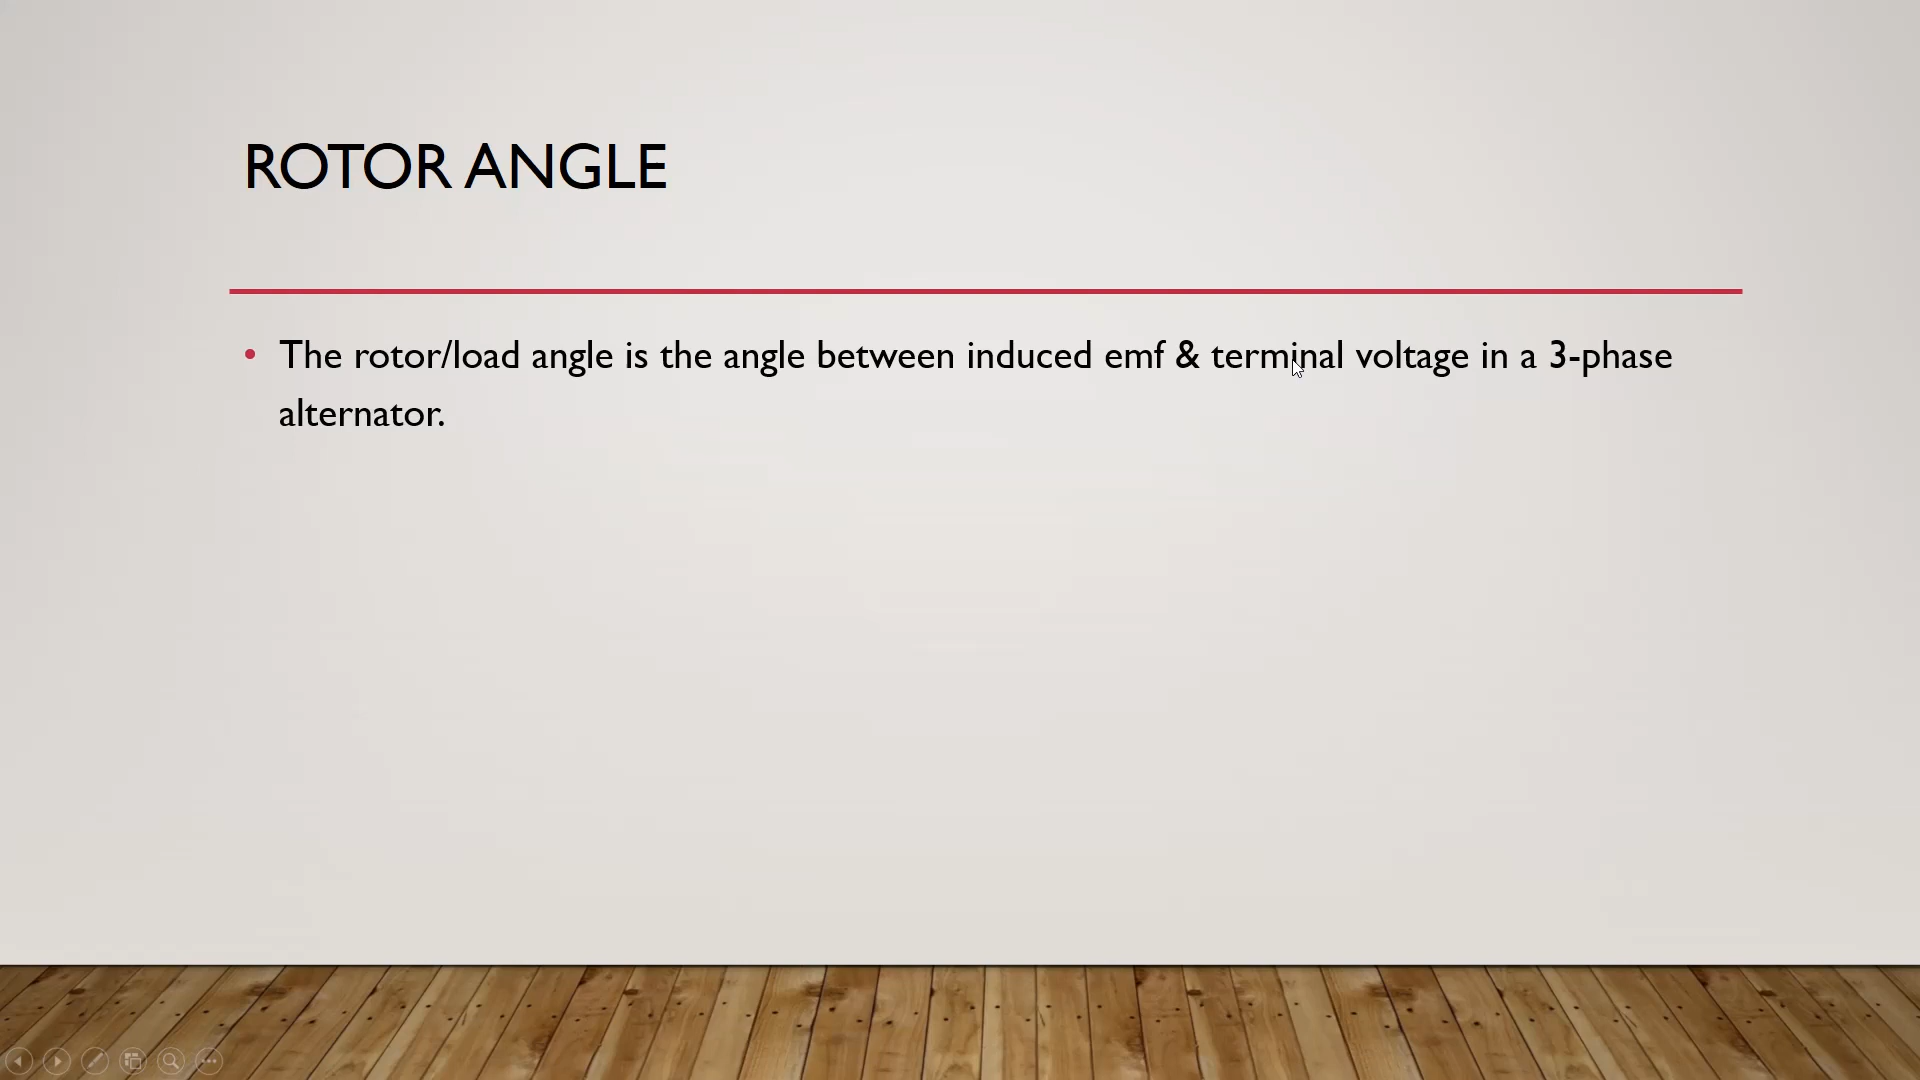 ROTOR ANGLE
• The rotor/load angle is the angle between induced emf & terminal voltage in a 3-phase
alternator.